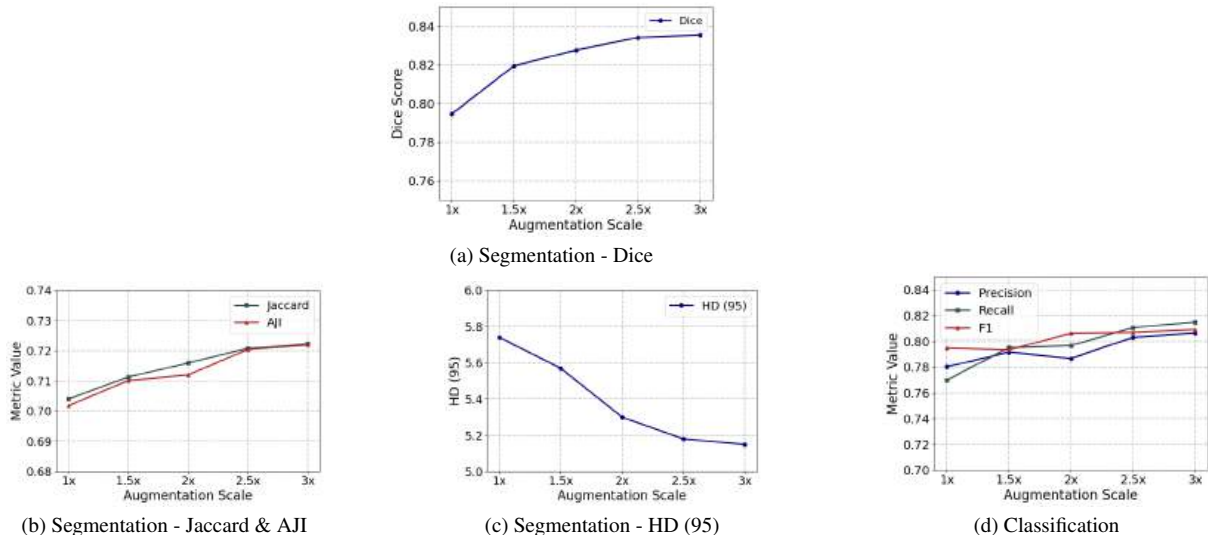 Dice
0.84
0.82
0.80
0.78
0.76
Dice Score
1x 1.5x 2x 2.5x 3x
Augmentation Scale
(a) Segmentation - Dice
Jaccard
AJI
0.74
0.73
0.72
0.71
0.70
0.69
0.68
Metric Value
1x 1.5x 2x 2.5x 3x
Augmentation Scale
(b) Segmentation - Jaccard & AJI
HD (95)
6.0
5.8
5.6
5.4
5.2
5.0
HD (95)
1x 1.5x 2x 2.5x 3x
Augmentation Scale
(c) Segmentation - HD (95)
Precision
Recall
F1
0.84
0.82
0.80
0.78
0.76
0.74
0.72
0.70
Metric Value
1x 1.5x 2x 2.5x 3x
Augmentation Scale
(d) Classification